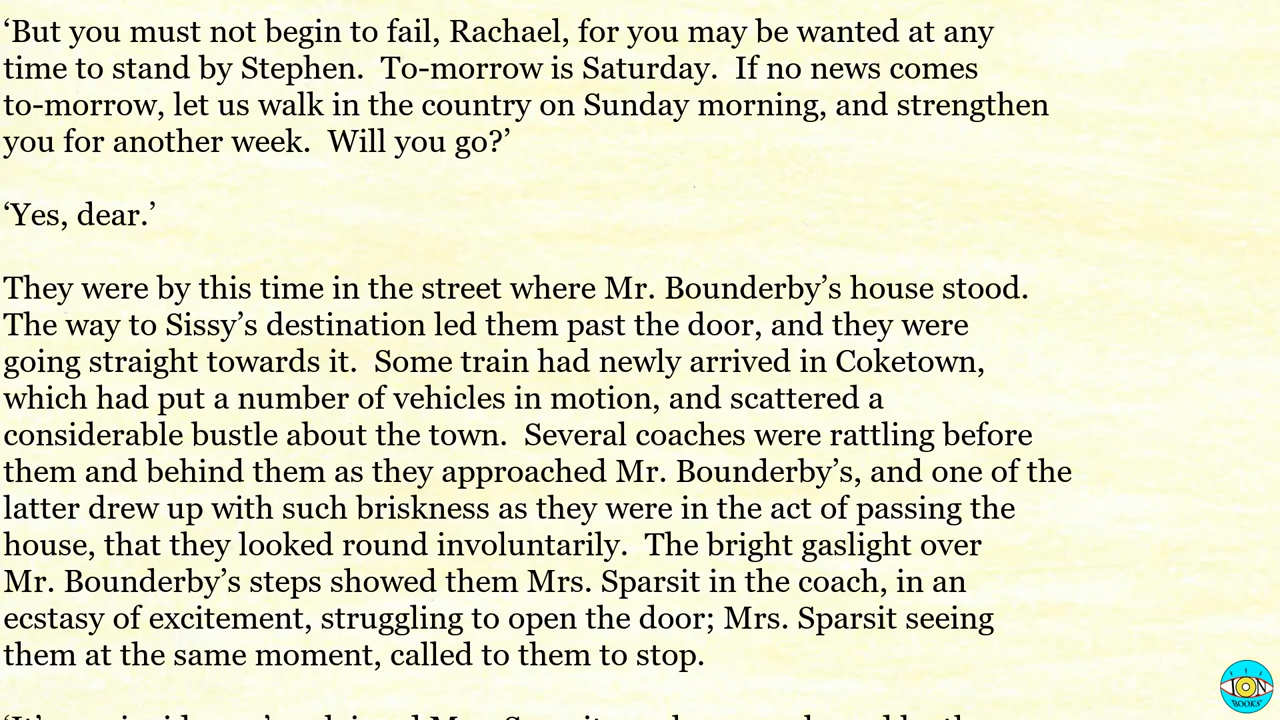 ‘But you must not begin to fail, Rachael, for you may be wanted at any
time to stand by Stephen.  To-morrow is Saturday.  If no news comes
to-morrow, let us walk in the country on Sunday morning, and strengthen
you for another week.  Will you go?’
‘Yes, dear.’
They were by this time in the street where Mr. Bounderby’s house stood.
The way to Sissy’s destination led them past the door, and they were
going straight towards it.  Some train had newly arrived in Coketown,
which had put a number of vehicles in motion, and scattered a
considerable bustle about the town.  Several coaches were rattling before
them and behind them as they approached Mr. Bounderby’s, and one of the
latter drew up with such briskness as they were in the act of passing the
house, that they looked round involuntarily.  The bright gaslight over
Mr. Bounderby’s steps showed them Mrs. Sparsit in the coach, in an
ecstasy of excitement, struggling to open the door; Mrs. Sparsit seeing
them at the same moment, called to them to stop.
ION
BOOKS